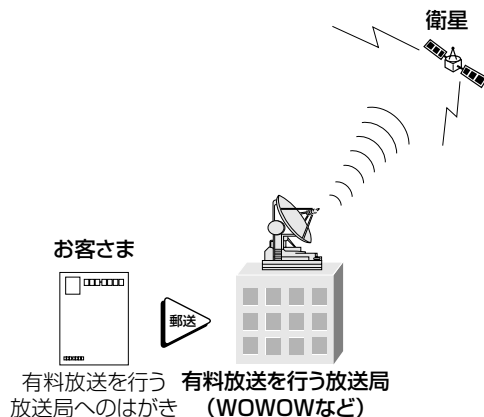 衛星
お客さま
郵送
有料放送を行う
放送局へのはがき
有料放送を行う放送局
（WOWOWなど）